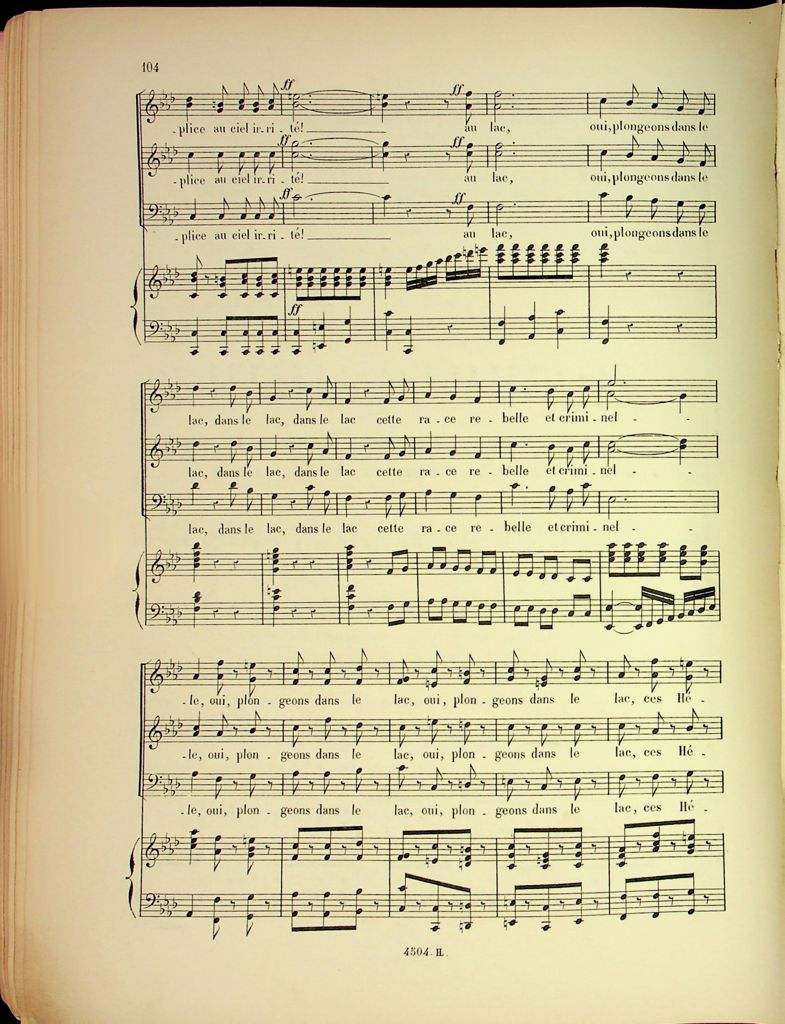 104
ff ff
- plice au ciel ir - ri - té! au lac, oui, plongeons dans le
ff ff
- plice au ciel ir - ri - té! au lac, oui, plongeons dans le
ff ff
- plice au ciel ir - ri - té! au lac, oui, plongeons dans le
ff
lac, dans le lac, dans le lac cette ra - ce re - belle et crimi - nel -
lac, dans le lac, dans le lac cette ra - ce re - belle et crimi - nel -
lac, dans le lac, dans le lac cette ra - ce re - belle et crimi - nel -
- le, oui, plon - geons dans le lac, oui, plon - geons dans le lac, ces Hé -
- le, oui, plon - geons dans le lac, oui, plon - geons dans le lac, ces Hé -
- le, oui, plon - geons dans le lac, oui, plon - geons dans le lac, ces Hé -
4504. H.